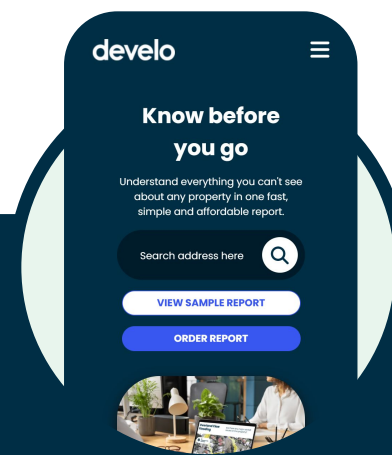 develo
Know before
you go
Understand everything you can't see
about any property in one fast,
simple and affordable report.
Search address here
VIEW SAMPLE REPORT
ORDER REPORT